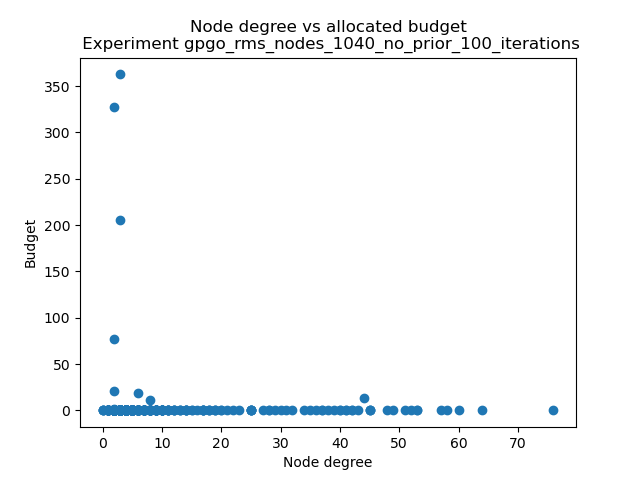 Node degree vs allocated budget
Experiment gpgo_rms_nodes_1040_no_prior_100_iterations
350
300
250
200
150
100
50
0
Budget
0 10 20 30 40 50 60 70
Node degree